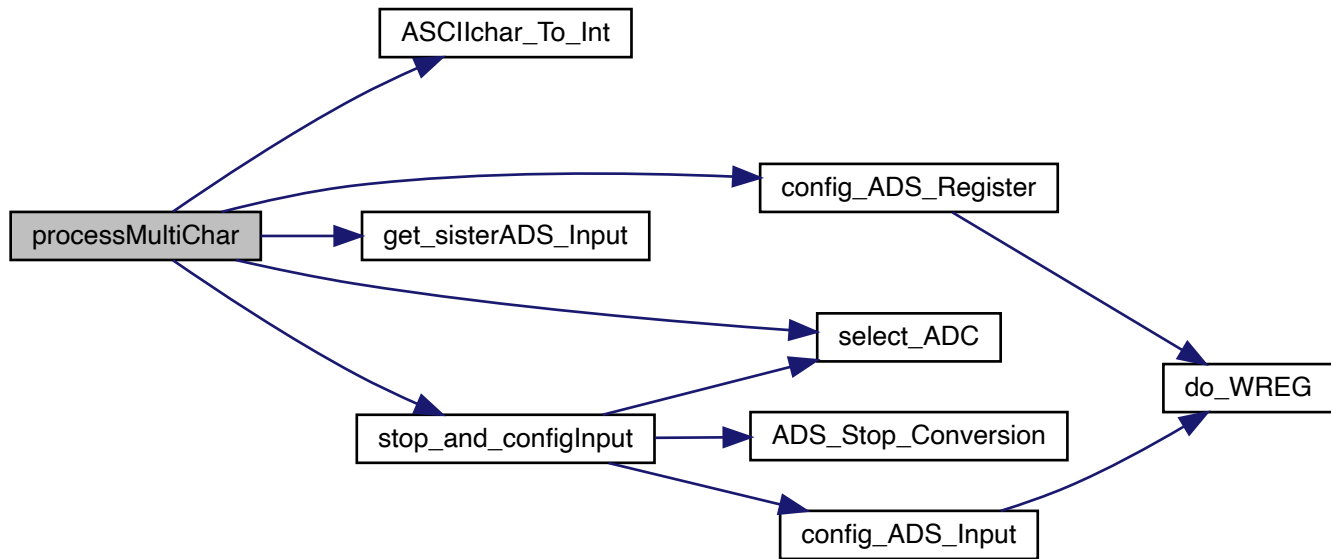 ASCIIchar_To_Int
config_ADS_Register
processMultiChar
get_sisterADS_Input
select_ADC
do_WREG
stop_and_configInput
ADS_Stop_Conversion
config_ADS_Input